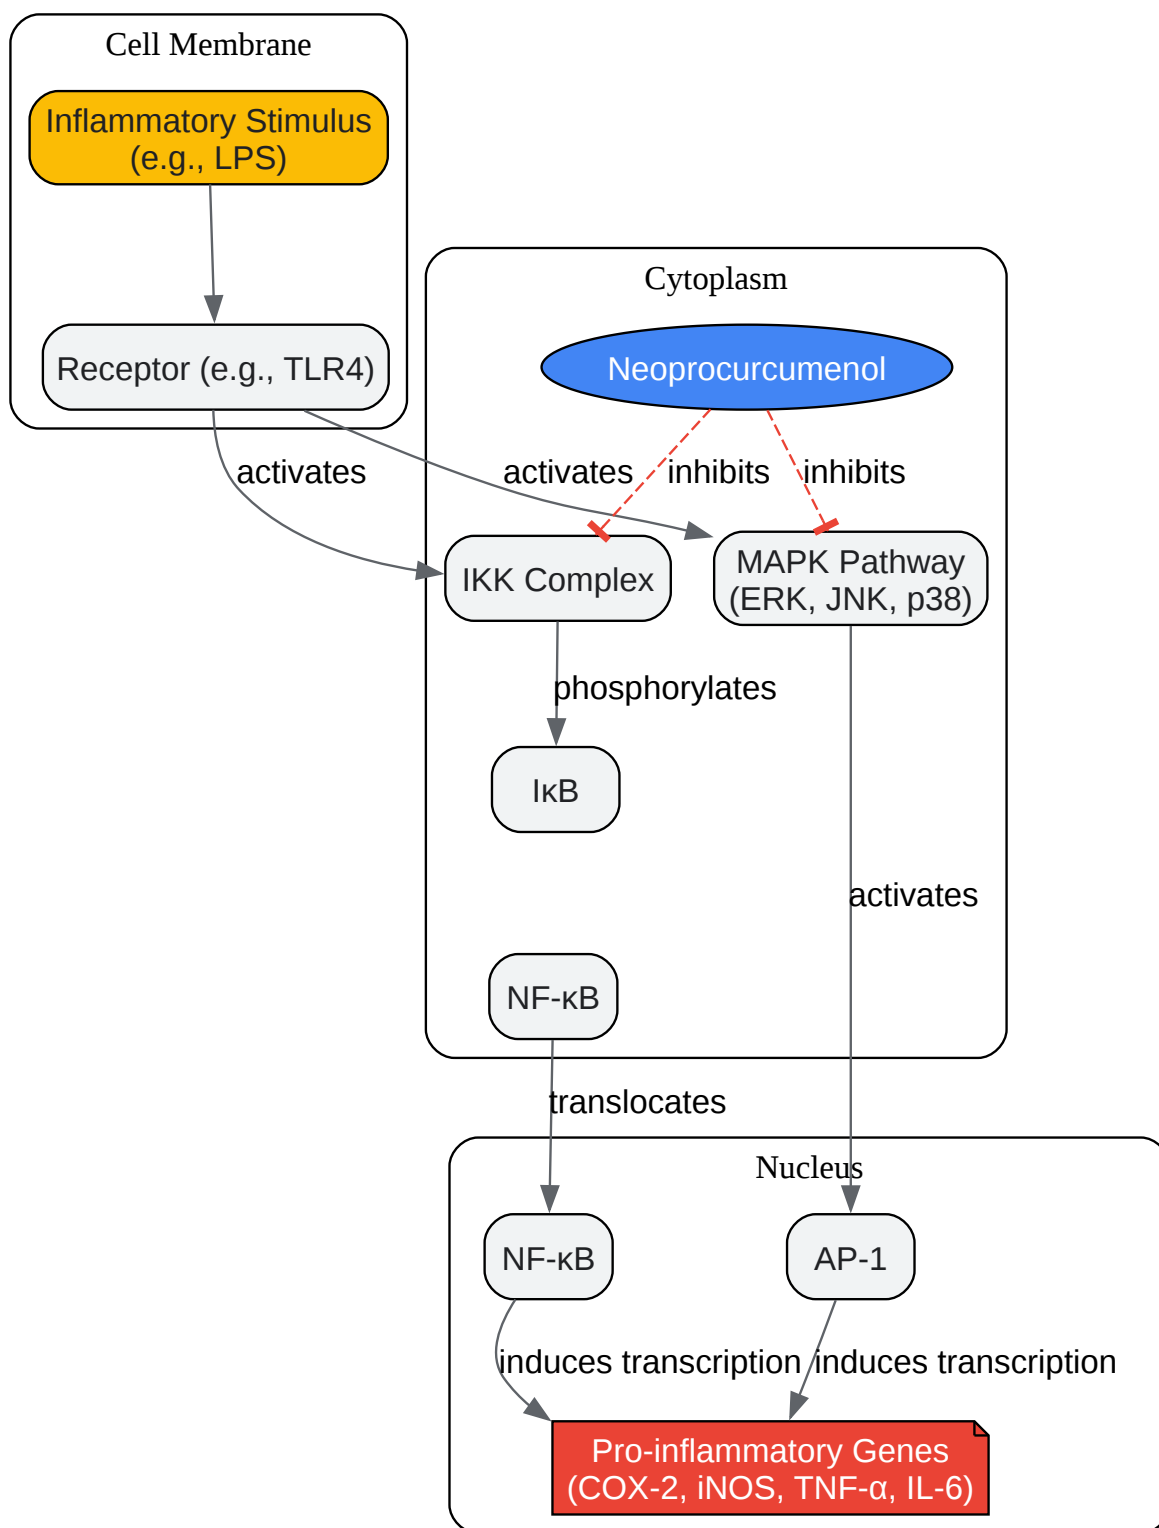 Cell Membrane
Inflammatory Stimulus
(e.g., LPS)
Receptor (e.g., TLR4)
Cytoplasm
Neoprocurcumenol
activates
activates
inhibits
inhibits
IKK Complex
MAPK Pathway
(ERK, JNK, p38)
phosphorylates
IκB
activates
NF-κB
translocates
Nucleus
NF-κB
AP-1
induces transcription
induces transcription
Pro-inflammatory Genes
(COX-2, iNOS, TNF-α, IL-6)